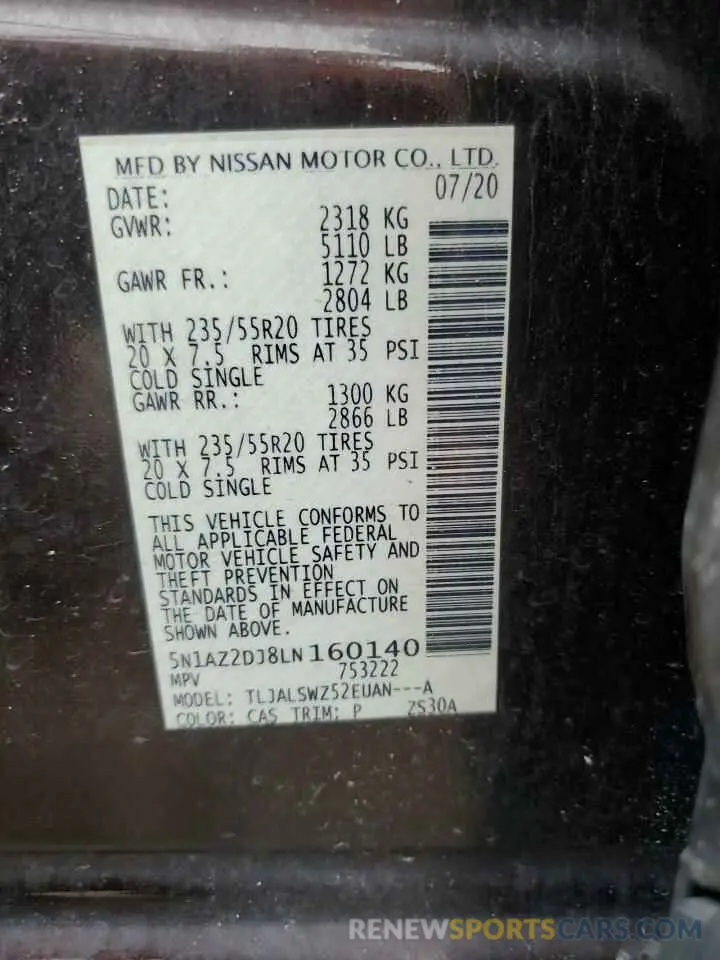 MFD BY NISSAN MOTOR CO., LTD.
DATE: 07/20
GVWR: 2318 KG
5110 LB
GAWR FR.: 1272 KG
2804 LB
WITH 235/55R20 TIRES
20 X 7.5 RIMS AT 35 PSI
COLD SINGLE
GAWR RR.: 1300 KG
2866 LB
WITH 235/55R20 TIRES
20 X 7.5 RIMS AT 35 PSI
COLD SINGLE
THIS VEHICLE CONFORMS TO
ALL APPLICABLE FEDERAL
MOTOR VEHICLE SAFETY AND
THEFT PREVENTION
STANDARDS IN EFFECT ON
THE DATE OF MANUFACTURE
SHOWN ABOVE.
5N1AZ2DJ8LN160140
MPV 753222
MODEL: TLJALSWZ52EUAN---A
COLOR: CAS TRIM: P ZS30A
RENEWSPORTSCARS.COM